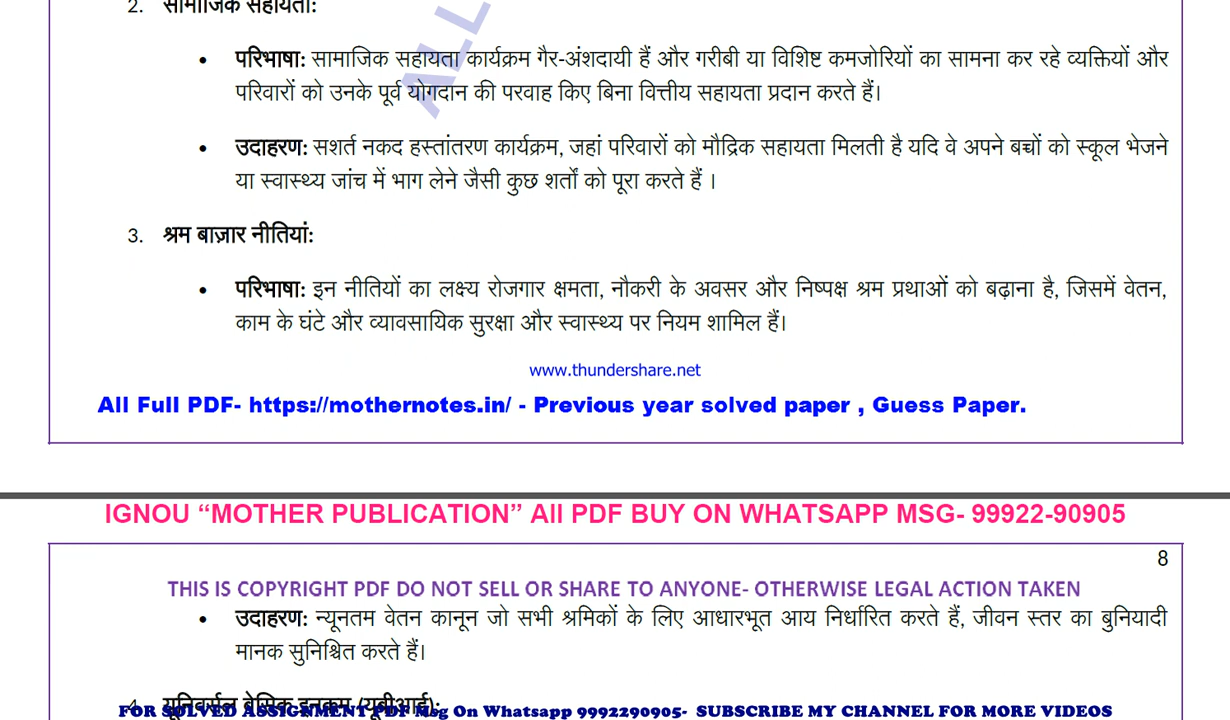 2. सामाजिक सहायता:
ALL
• परिभाषा: सामाजिक सहायता कार्यक्रम गैर-अंशदायी हैं और गरीबी या विशिष्ट कमजोरियों का सामना कर रहे व्यक्तियों और
परिवारों को उनके पूर्व योगदान की परवाह किए बिना वित्तीय सहायता प्रदान करते हैं।
• उदाहरण: सशर्त नकद हस्तांतरण कार्यक्रम, जहां परिवारों को मौद्रिक सहायता मिलती है यदि वे अपने बच्चों को स्कूल भेजने
या स्वास्थ्य जांच में भाग लेने जैसी कुछ शर्तों को पूरा करते हैं ।
3. श्रम बाज़ार नीतियां:
• परिभाषा: इन नीतियों का लक्ष्य रोजगार क्षमता, नौकरी के अवसर और निष्पक्ष श्रम प्रथाओं को बढ़ाना है, जिसमें वेतन,
काम के घंटे और व्यावसायिक सुरक्षा और स्वास्थ्य पर नियम शामिल हैं।
www.thundershare.net
All Full PDF- https://mothernotes.in/ - Previous year solved paper , Guess Paper.
IGNOU “MOTHER PUBLICATION” All PDF BUY ON WHATSAPP MSG- 99922-90905
8
THIS IS COPYRIGHT PDF DO NOT SELL OR SHARE TO ANYONE- OTHERWISE LEGAL ACTION TAKEN
• उदाहरण: न्यूनतम वेतन कानून जो सभी श्रमिकों के लिए आधारभूत आय निर्धारित करते हैं, जीवन स्तर का बुनियादी
मानक सुनिश्चित करते हैं।
4. यूनिवर्सल बेसिक इनकम (यूबीआई):
FOR SOLVED ASSIGNMENT PDF Msg On Whatsapp 9992290905- SUBSCRIBE MY CHANNEL FOR MORE VIDEOS